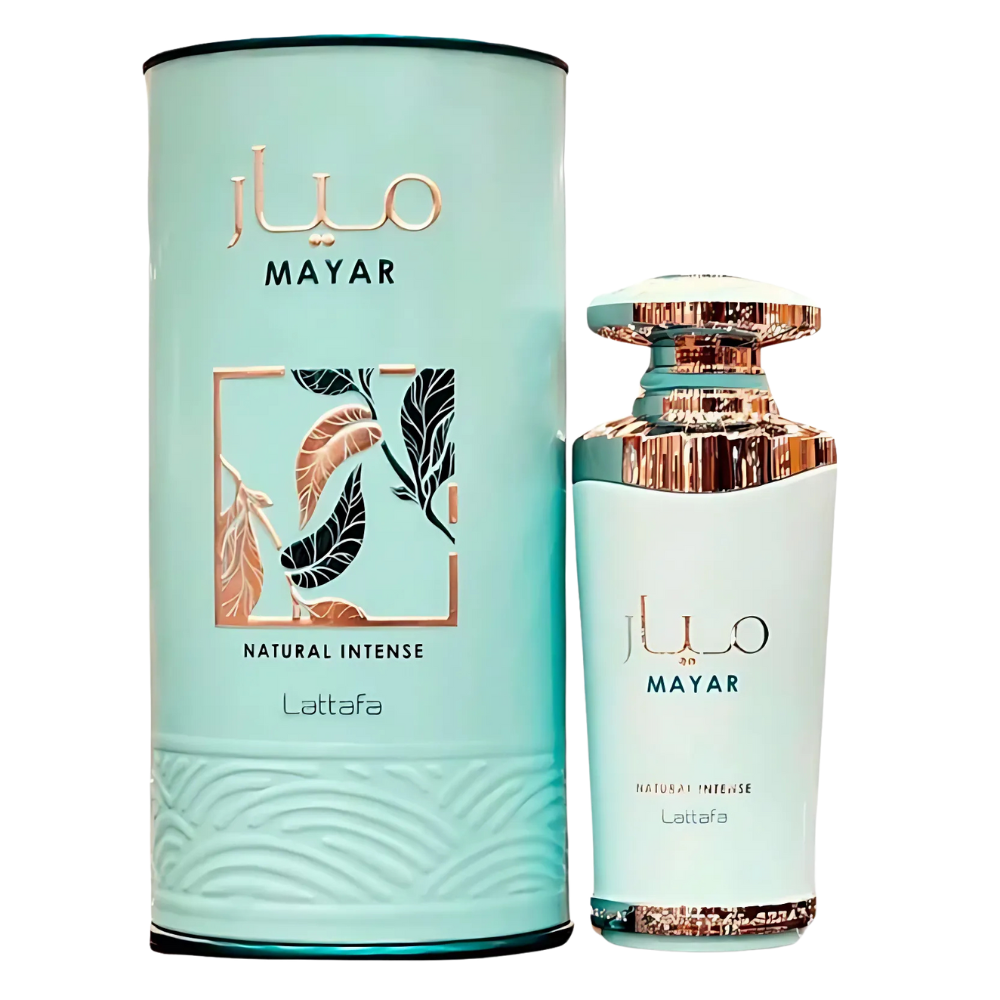 ميار
MAYAR
NATURAL INTENSE
Lattafa
ميار
MAYAR
NATURAL INTENSE
Lattafa